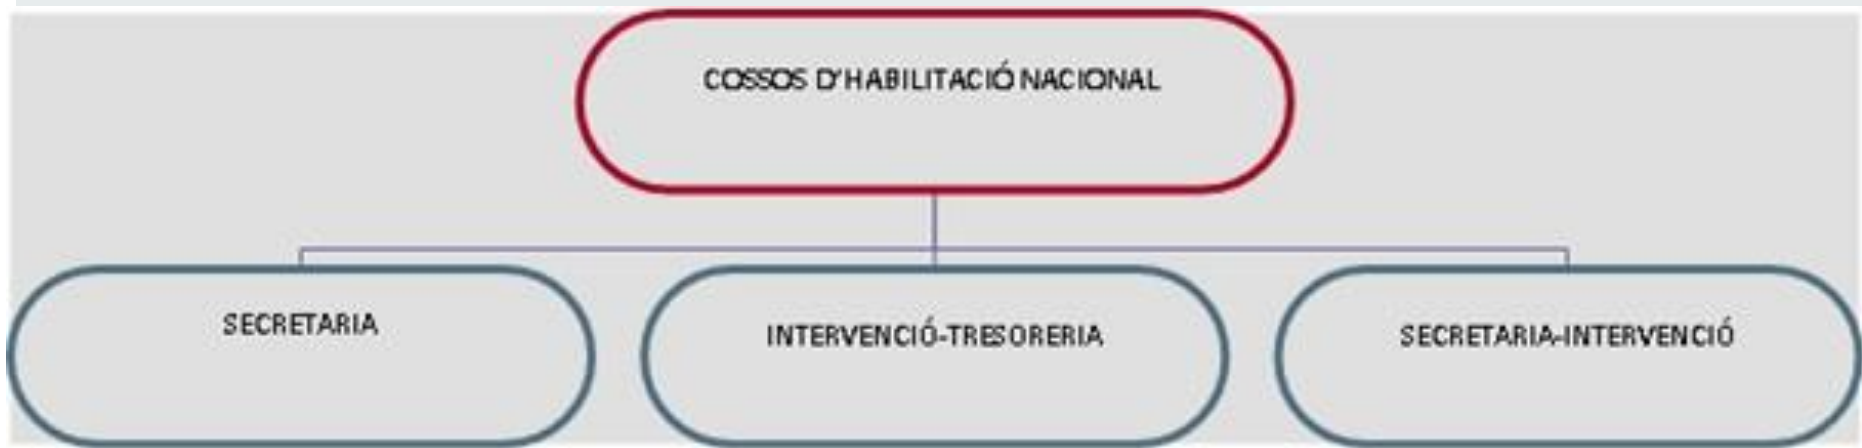 COSSOS D'HABILITACIÓ NACIONAL
SECRETARIA
INTERVENCIÓ-TRESORERIA
SECRETARIA-INTERVENCIÓ